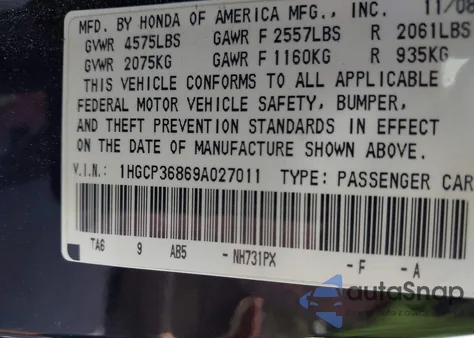 MFD. BY HONDA OF AMERICA MFG., INC. 11/08
GVWR 4575LBS GAWR F 2557LBS R 2061LBS
GVWR 2075KG GAWR F 1160KG R 935KG
THIS VEHICLE CONFORMS TO ALL APPLICABLE
FEDERAL MOTOR VEHICLE SAFETY, BUMPER,
AND THEFT PREVENTION STANDARDS IN EFFECT
ON THE DATE OF MANUFACTURE SHOWN ABOVE.
V.I.N.: 1HGCP36869A027011 TYPE: PASSENGER CAR
TA6 9 AB5 - NH731PX -F -A
autoSnap